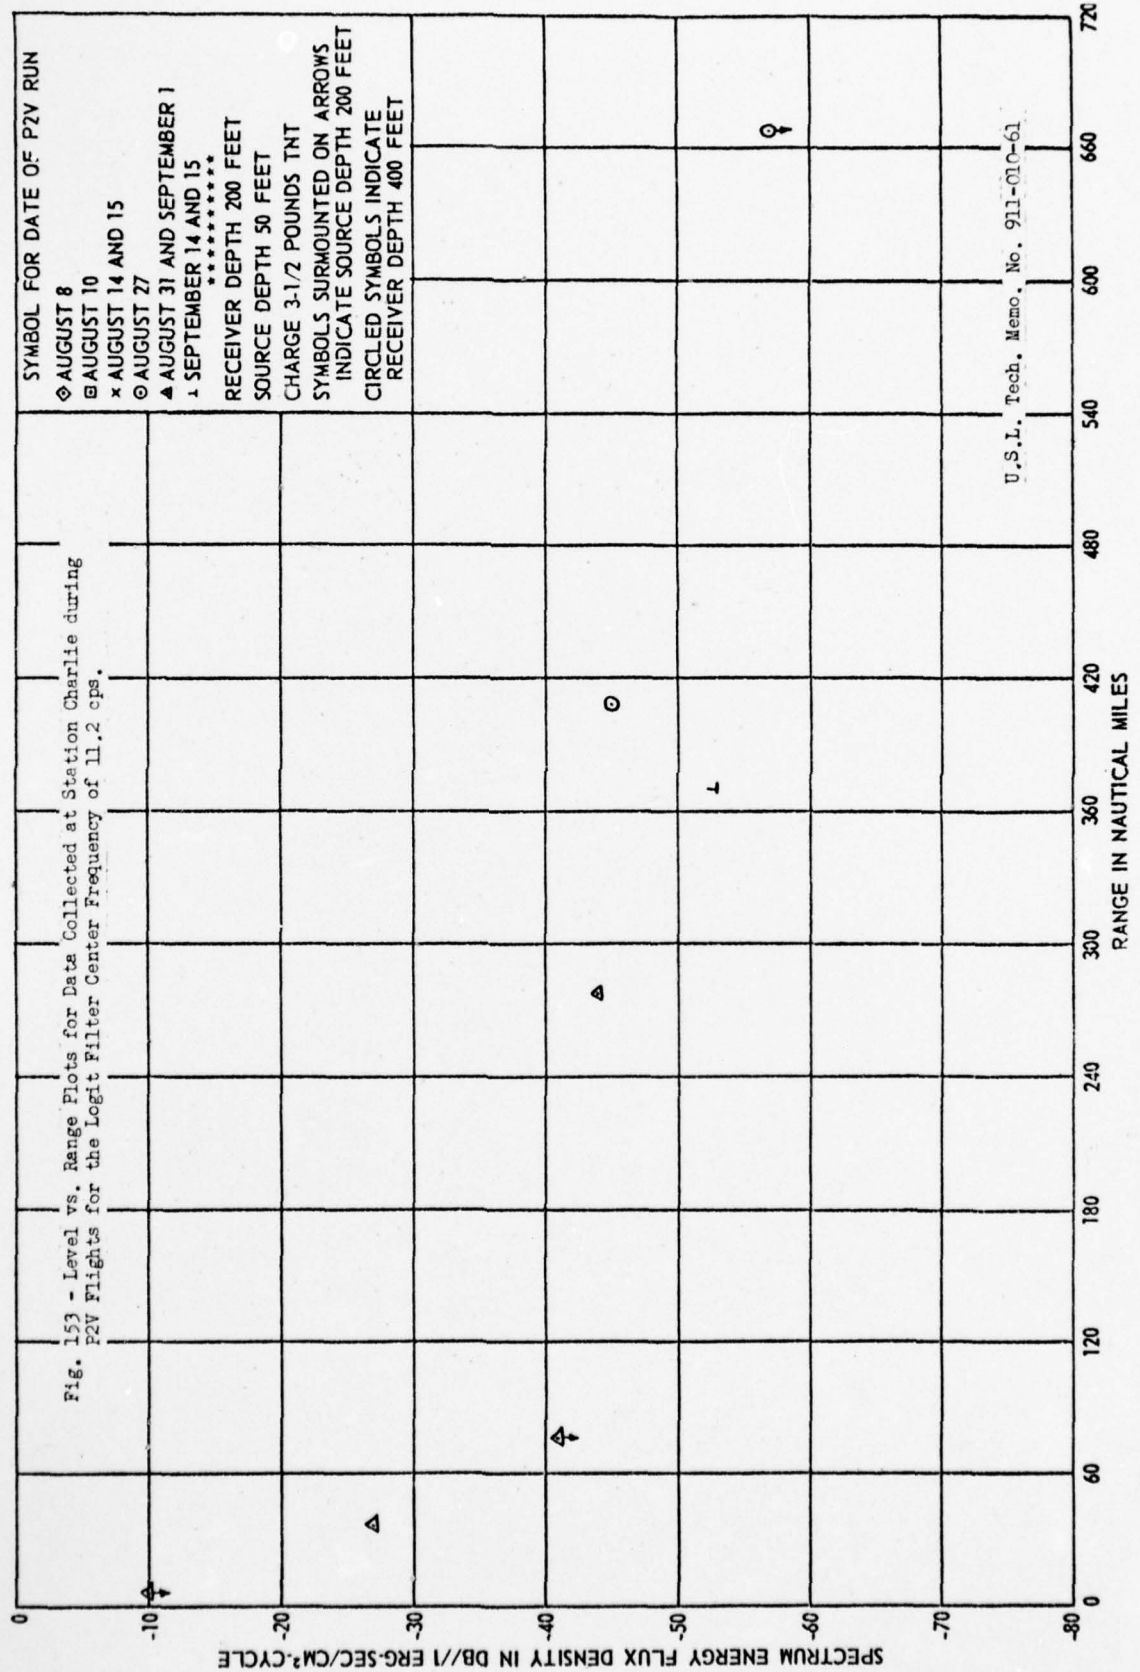 Fig. 153 - Level vs. Range Plots for Data Collected at Station Charlie during
P2V Flights for the Logit Filter Center Frequency of 11.2 cps.
SYMBOL FOR DATE OF P2V RUN
AUGUST 8
AUGUST 10
× AUGUST 14 AND 15
AUGUST 27
AUGUST 31 AND SEPTEMBER 1
SEPTEMBER 14 AND 15
**********
RECEIVER DEPTH 200 FEET
SOURCE DEPTH 50 FEET
CHARGE 3-1/2 POUNDS TNT
SYMBOLS SURMOUNTED ON ARROWS
INDICATE SOURCE DEPTH 200 FEET
CIRCLED SYMBOLS INDICATE
RECEIVER DEPTH 400 FEET
U.S.L. Tech. Memo. No. 911-010-61
SPECTRUM ENERGY FLUX DENSITY IN DB//1 ERG-SEC/CM²-CYCLE
0
-10
-20
-30
-40
-50
-60
-70
-80
0 60 120 180 240 300 360 420 480 540 600 660 720
RANGE IN NAUTICAL MILES